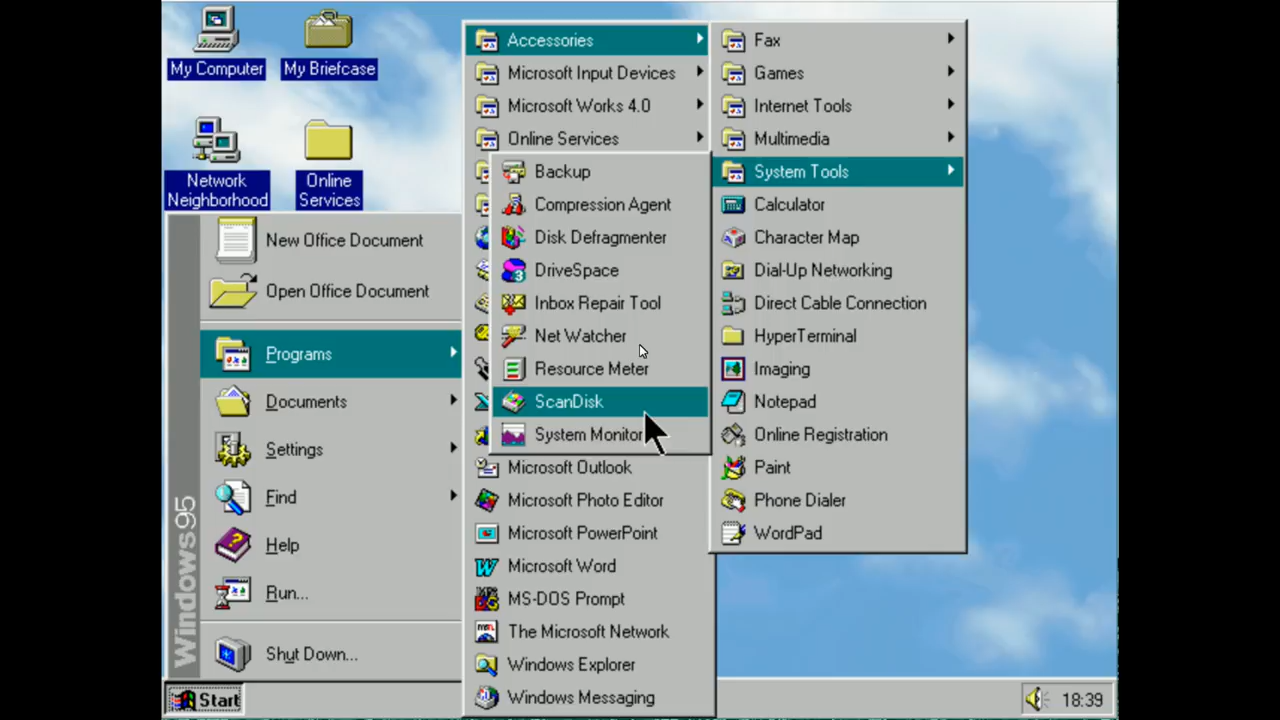 My Computer
My Briefcase
Network
Neighborhood
Online
Services
New Office Document
Open Office Document
Programs
Documents
Settings
Find
Help
Run...
Shut Down...
Windows95
Start
Accessories
Microsoft Input Devices
Microsoft Works 4.0
Online Services
Microsoft Outlook
Microsoft Photo Editor
Microsoft PowerPoint
Microsoft Word
MS-DOS Prompt
The Microsoft Network
Windows Explorer
Windows Messaging
Fax
Games
Internet Tools
Multimedia
System Tools
Calculator
Character Map
Dial-Up Networking
Direct Cable Connection
HyperTerminal
Imaging
Notepad
Online Registration
Paint
Phone Dialer
WordPad
Backup
Compression Agent
Disk Defragmenter
DriveSpace
Inbox Repair Tool
Net Watcher
Resource Meter
ScanDisk
System Monitor
18:39